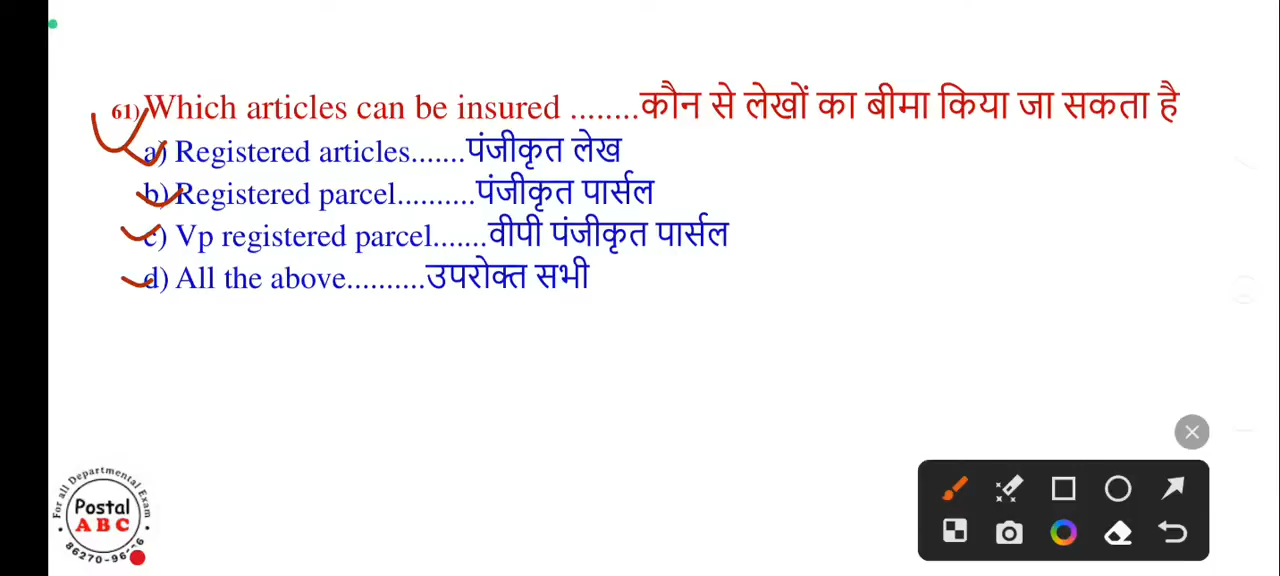 61) Which articles can be insured ........कौन से लेखों का बीमा किया जा सकता है
a) Registered articles.......पंजीकृत लेख
b) Registered parcel..........पंजीकृत पार्सल
c) Vp registered parcel.......वीपी पंजीकृत पार्सल
d) All the above..........उपरोक्त सभी
For all Departmental Exam
Postal
A B C